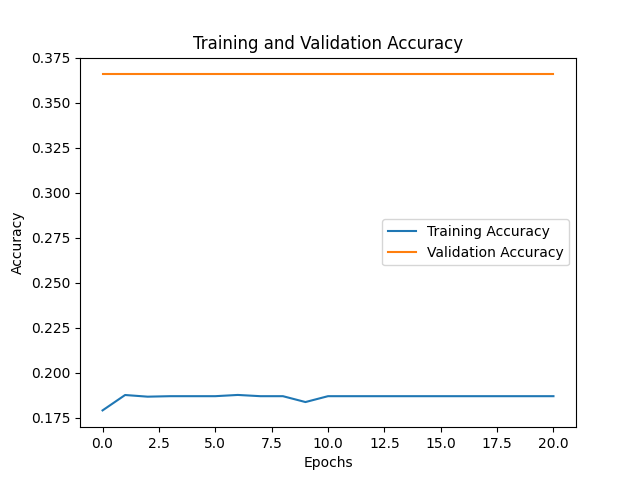 Training and Validation Accuracy
0.375
0.350
0.325
0.300
0.275
0.250
0.225
0.200
0.175
Accuracy
Training Accuracy
Validation Accuracy
0.0 2.5 5.0 7.5 10.0 12.5 15.0 17.5 20.0
Epochs